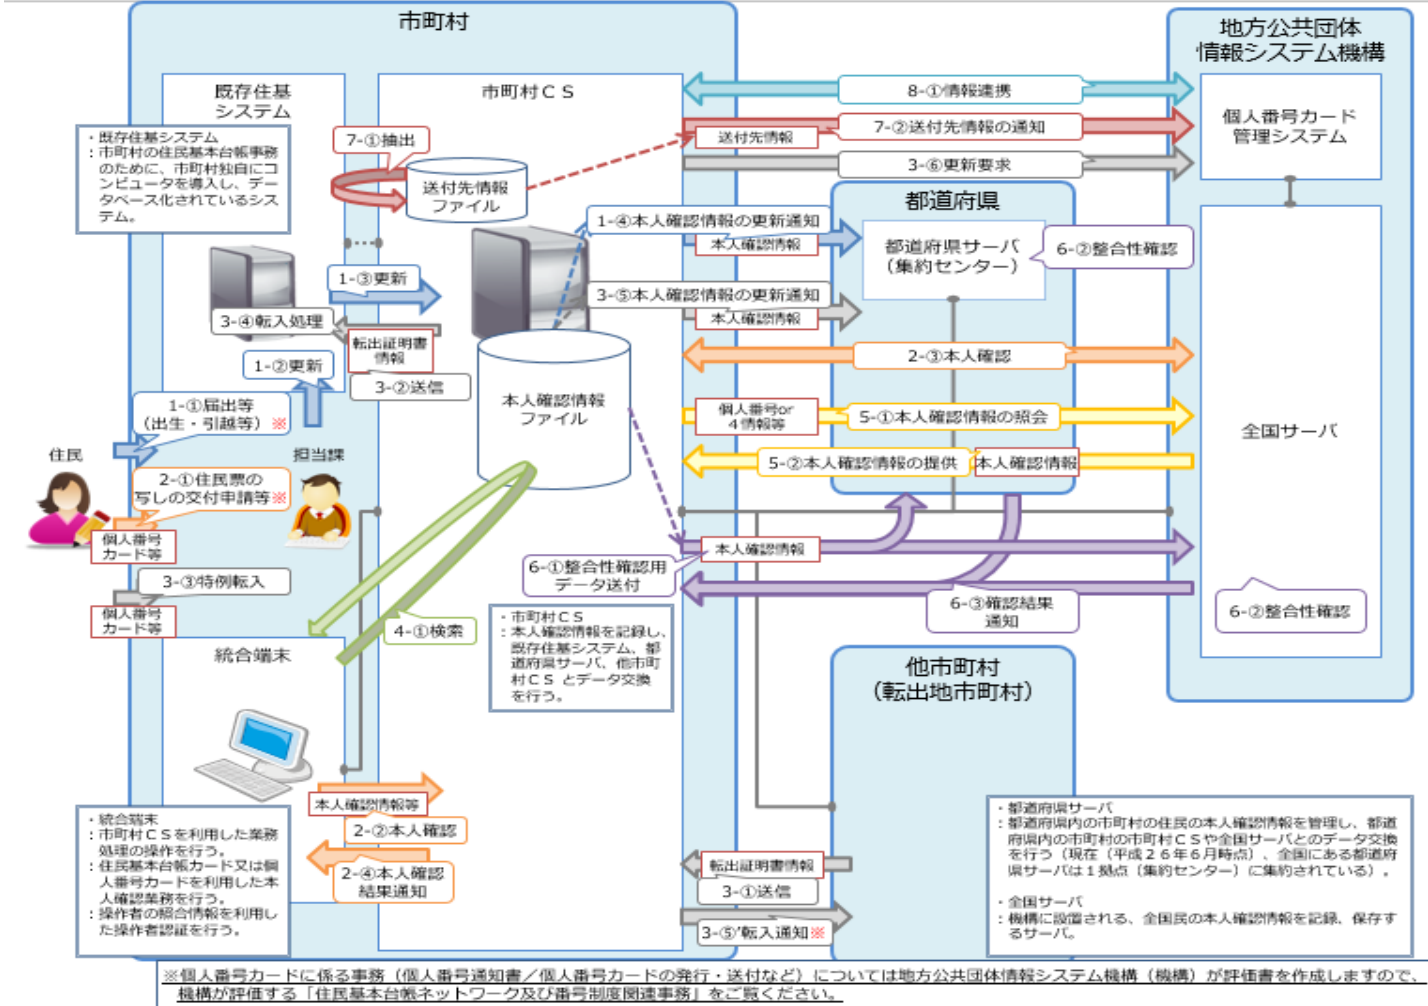 市町村
地方公共団体
情報システム機構
既存住基
システム
市町村ＣＳ
8-①情報連携
個人番号カード
管理システム
・既存住基システム
：市町村の住民基本台帳事務
のために、市町村独自にコ
ンピュータを導入し、デー
タベース化されているシス
テム。
7-①抽出
送付先情報
ファイル
送付先情報
7-②送付先情報の通知
3-⑥更新要求
都道府県
1-④本人確認情報の更新通知
本人確認情報
都道府県サーバ
（集約センター）
6-②整合性確認
1-③更新
3-⑤本人確認情報の更新通知
本人確認情報
3-④転入処理
転出証明書
情報
3-②送信
1-②更新
2-③本人確認
本人確認情報
ファイル
1-①届出等
（出生・引越等）※
個人番号or
４情報等
5-①本人確認情報の照会
全国サーバ
住民
担当課
2-①住民票の
写しの交付申請等※
5-②本人確認情報の提供
本人確認情報
個人番号
カード等
本人確認情報
6-①整合性確認用
データ送付
3-③特例転入
個人番号
カード等
6-③確認結果
通知
6-②整合性確認
4-①検索
・市町村ＣＳ
：本人確認情報を記録し、
既存住基システム、都
道府県サーバ、他市町
村ＣＳ とデータ交換
を行う。
統合端末
他市町村
（転出地市町村）
本人確認情報等
2-②本人確認
2-④本人確認
結果通知
・統合端末
：市町村ＣＳを利用した業務
処理の操作を行う。
：住民基本台帳カード又は個
人番号カードを利用した本
人確認業務を行う。
：操作者の照合情報を利用し
た操作者認証を行う。
転出証明書情報
3-①送信
3-⑤’転入通知※
・都道府県サーバ
：都道府県内の市町村の住民の本人確認情報を管理し、都道
府県内の市町村の市町村ＣＳや全国サーバとのデータ交換
を行う（現在（平成２６年６月時点）、全国にある都道府
県サーバは１拠点（集約センター）に集約されている）。
・全国サーバ
：機構に設置される、全国民の本人確認情報を記録、保存す
るサーバ。
※個人番号カードに係る事務（個人番号通知書／個人番号カードの発行・送付など）については地方公共団体情報システム機構（機構）が評価書を作成しますので、
機構が評価する「住民基本台帳ネットワーク及び番号制度関連事務」をご覧ください。